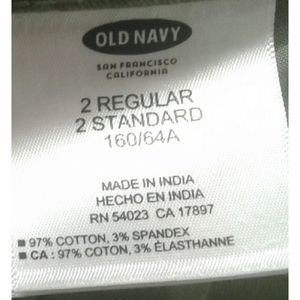 OLD NAVY
SAN FRANCISCO
CALIFORNIA
2 REGULAR
2 STANDARD
160/64A
MADE IN INDIA
HECHO EN INDIA
RN 54023 CA 17897
■ 97% COTTON, 3% SPANDEX
■ CA : 97% COTON, 3% ÉLASTHANNE